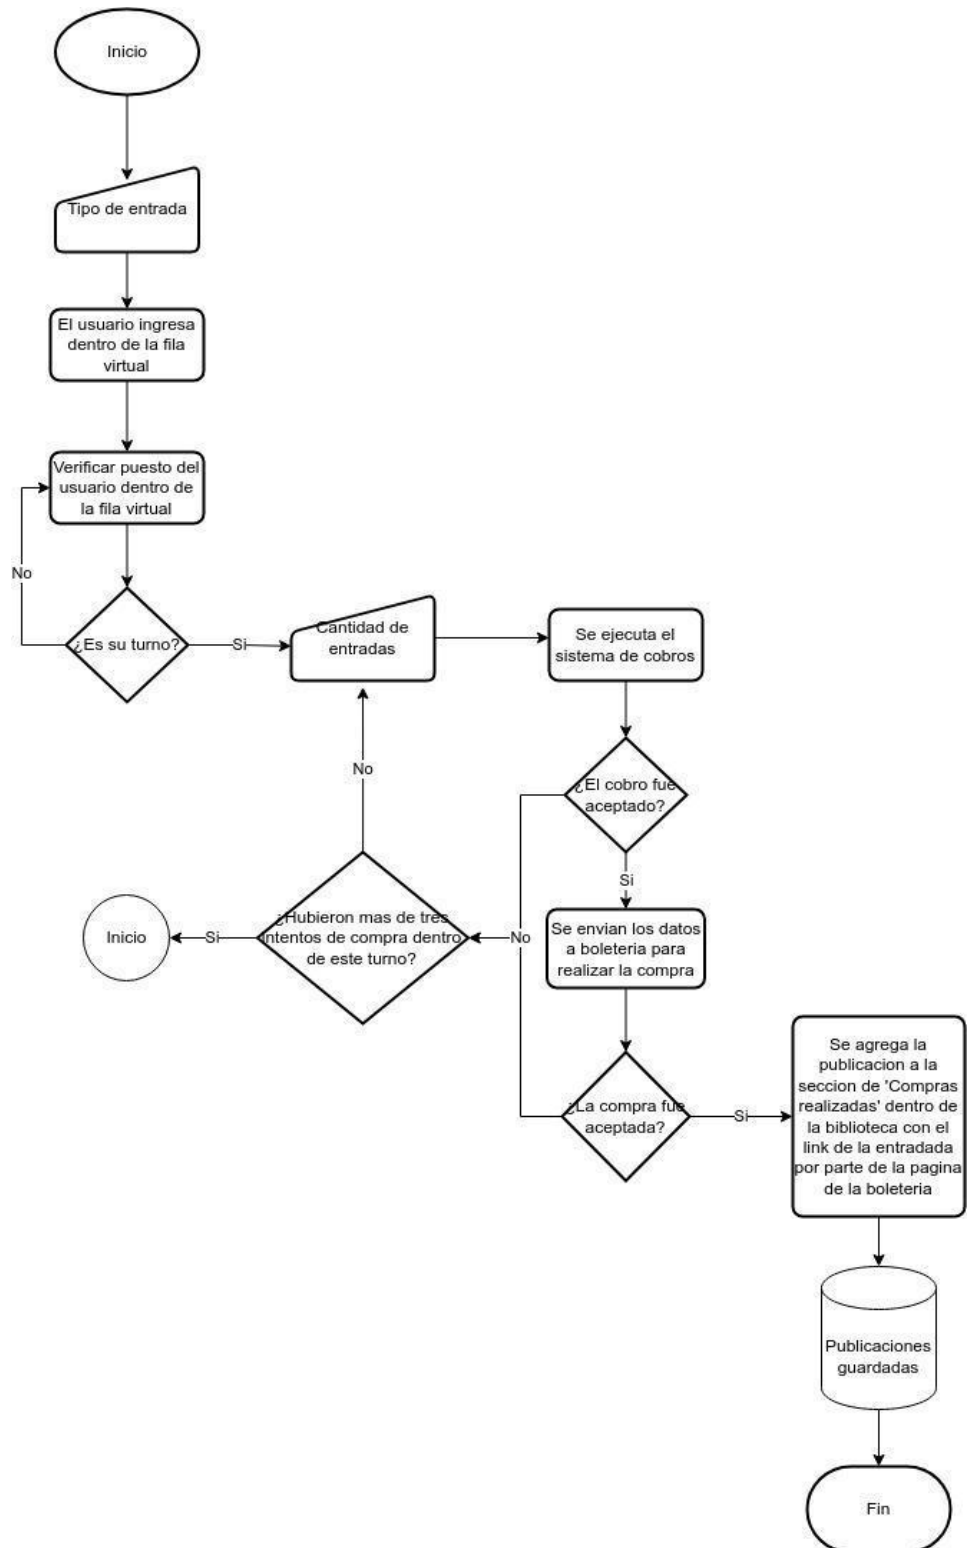 Inicio
Tipo de entrada
El usuario ingresa
dentro de la fila
virtual
Verificar puesto del
usuario dentro de
la fila virtual
No
¿Es su turno?
Si
Cantidad de
entradas
Se ejecuta el
sistema de cobros
No
¿El cobro fue
aceptado?
Si
¿Hubieron mas de tres
intentos de compra dentro
de este turno?
Si
Inicio
No
Se envian los datos
a boleteria para
realizar la compra
¿La compra fue
aceptada?
Si
Se agrega la
publicacion a la
seccion de 'Compras
realizadas' dentro de
la biblioteca con el
link de la entradada
por parte de la pagina
de la boleteria
Publicaciones
guardadas
Fin